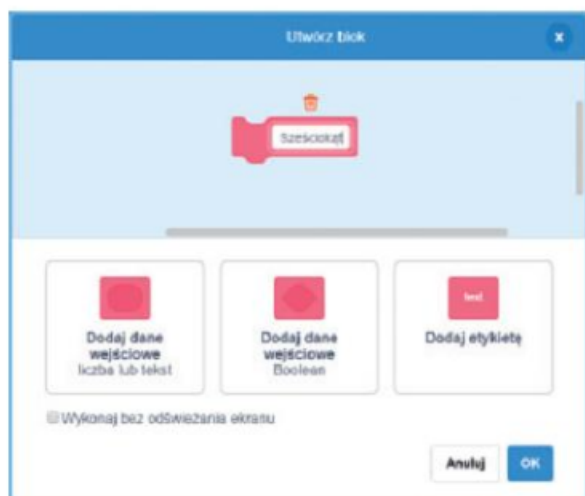 Utwórz blok
x
Sześciokąt
text
Dodaj dane
wejściowe
liczba lub tekst
Dodaj dane
wejściowe
Boolean
Dodaj etykietę
Wykonaj bez odświeżania ekranu
Anuluj
OK